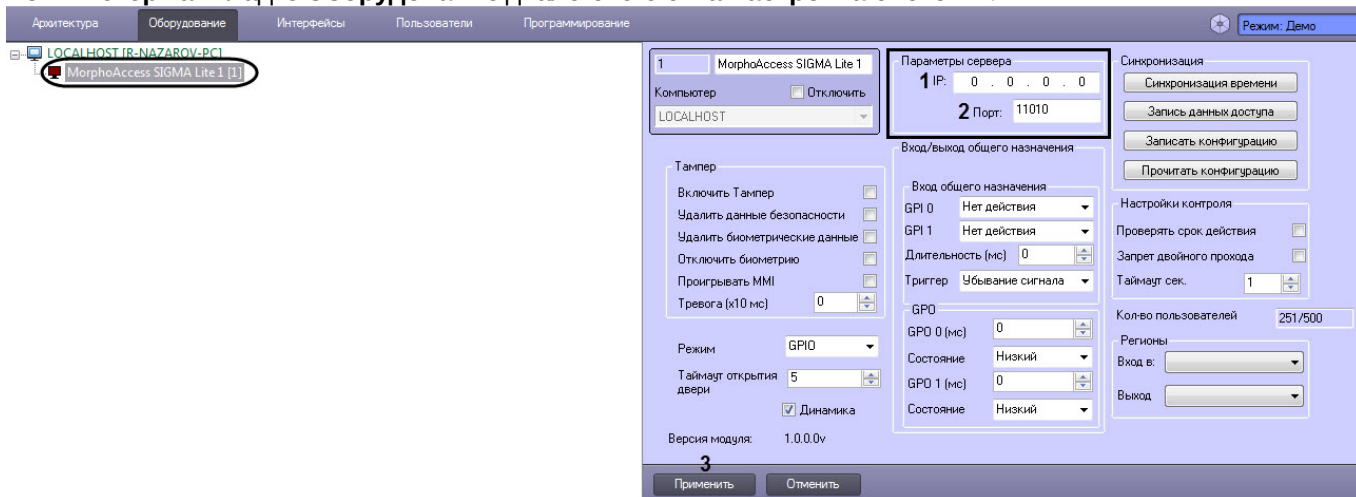 Архитектура Оборудование Интерфейсы Пользователи Программирование Режим: Демо
LOCALHOST [R-NAZAROV-PC]
MorphoAccess SIGMA Lite 1 [1]
1 MorphoAccess SIGMA Lite 1
Компьютер Отключить
LOCALHOST
Параметры сервера
1 IP: 0 . 0 . 0 . 0
2 Порт: 11010
Синхронизация
Синхронизация времени
Запись данных доступа
Записать конфигурацию
Прочитать конфигурацию
Тампер
Включить Тампер
Удалить данные безопасности
Удалить биометрические данные
Отключить биометрию
Проигрывать MMI
Тревога (x10 мс) 0
Режим GPIO
Таймаут открытия 5
двери
Динамика
Версия модуля: 1.0.0.0v
Вход/выход общего назначения
Вход общего назначения
GPI 0 Нет действия
GPI 1 Нет действия
Длительность (мс) 0
Триггер Убывание сигнала
GPO
GPO 0 (мс) 0
Состояние Низкий
GPO 1 (мс) 0
Состояние Низкий
Настройки контроля
Проверять срок действия
Запрет двойного прохода
Таймаут сек. 1
Кол-во пользователей 251/500
Регионы
Вход в:
Выход
3
Применить Отменить